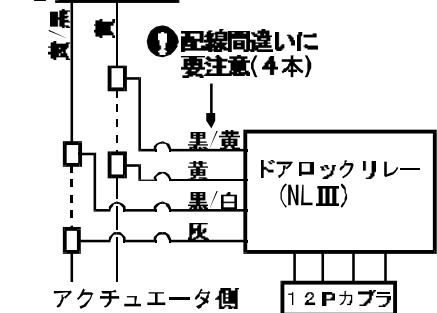 配線間違いに
要注意(4本)
黒/黄
黄
黒/白
灰
ドアロックリレー
(NLⅢ)
アクチュエータ側
12Pカプラ